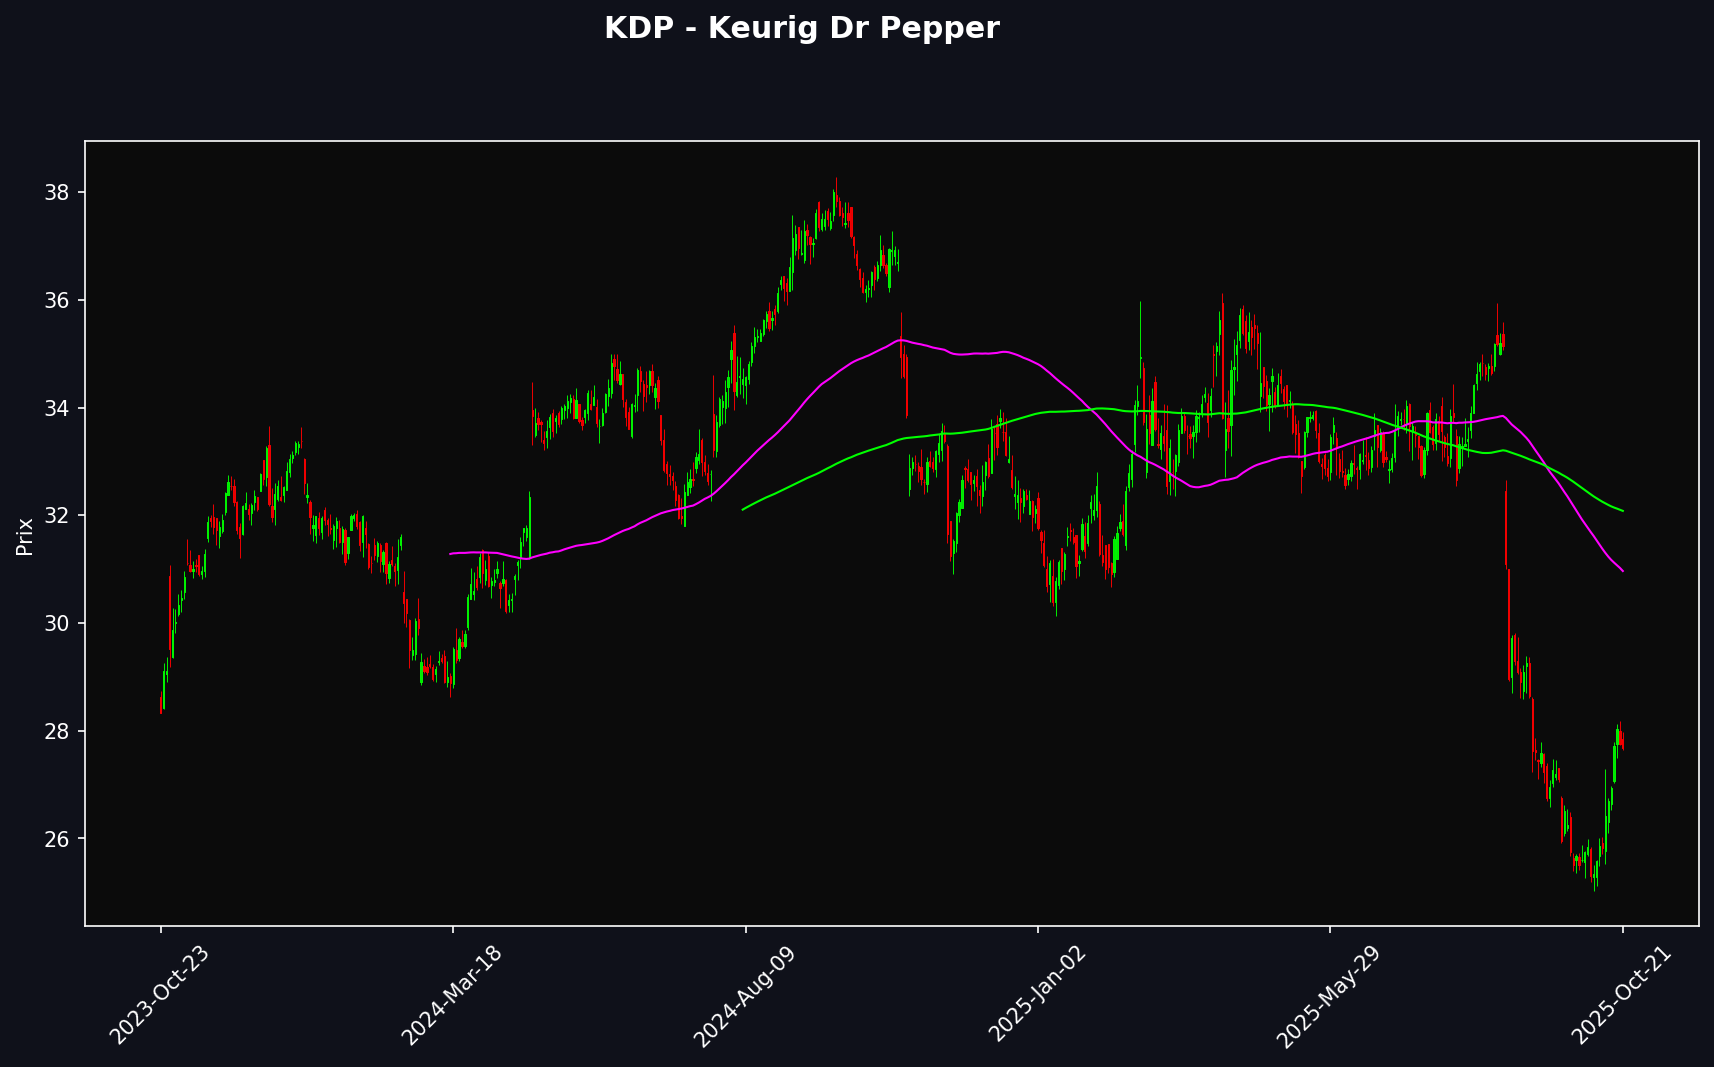 KDP - Keurig Dr Pepper
Prix
38
36
34
32
30
28
26
2023-Oct-23
2024-Mar-18
2024-Aug-09
2025-Jan-02
2025-May-29
2025-Oct-21